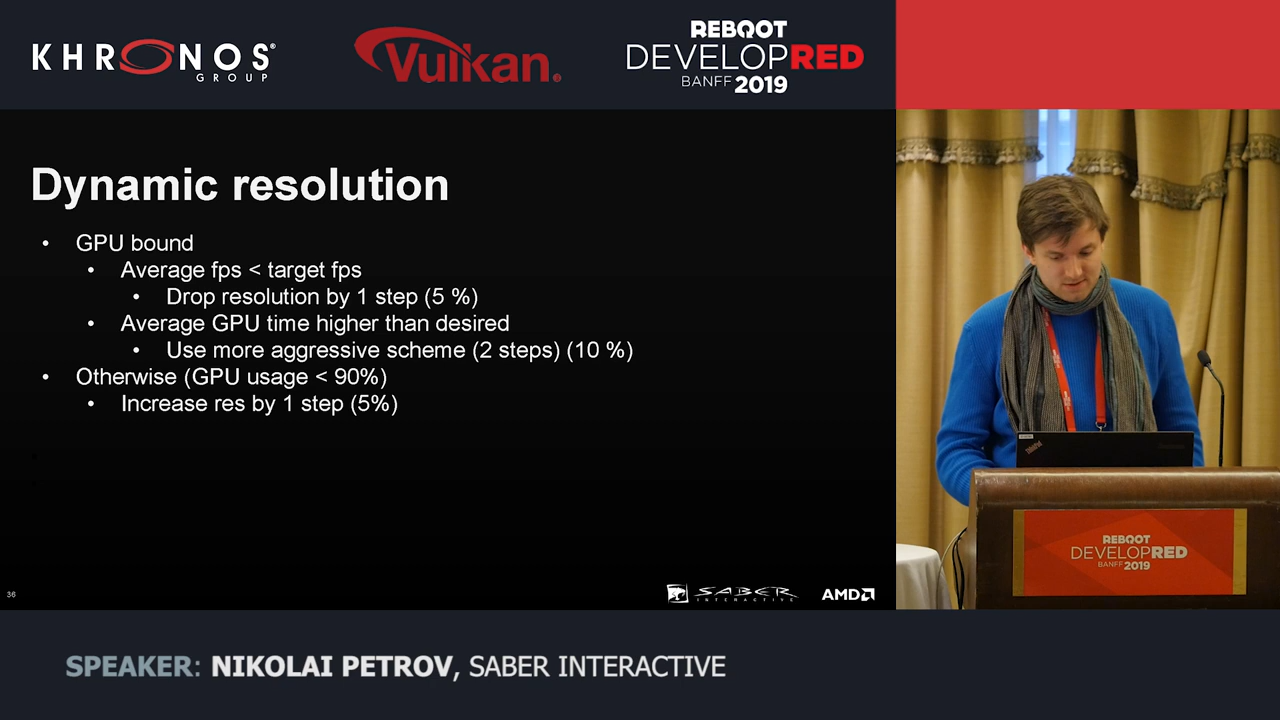 KHRONOS®
GROUP
Vulkan®
REBOOT
DEVELOPRED
BANFF 2019
Dynamic resolution
• GPU bound
• Average fps < target fps
• Drop resolution by 1 step (5 %)
• Average GPU time higher than desired
• Use more aggressive scheme (2 steps) (10 %)
• Otherwise (GPU usage < 90%)
• Increase res by 1 step (5%)
36
SABER
INTERACTIVE
AMD
ThinkPad
REBOOT
DEVELOPRED
BANFF 2019
SPEAKER: NIKOLAI PETROV, SABER INTERACTIVE